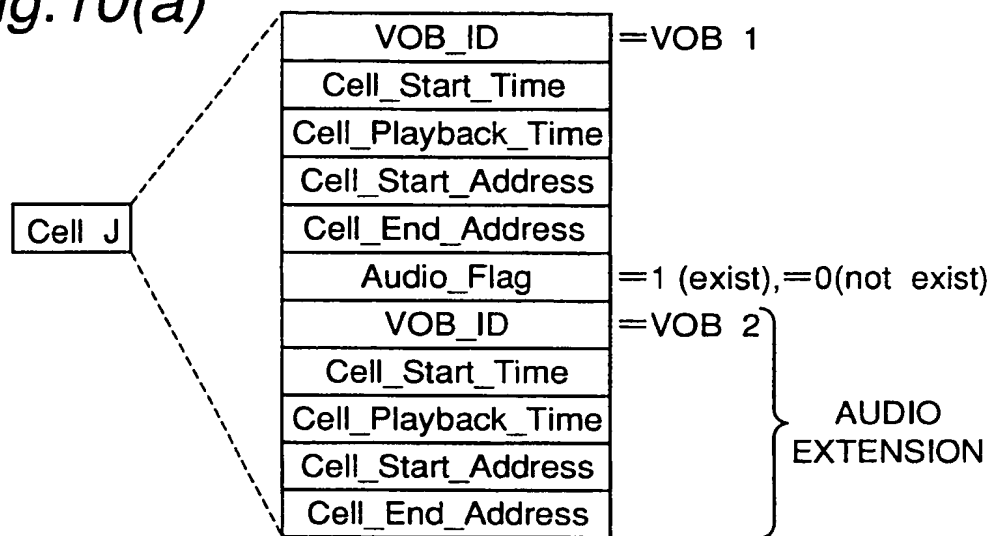 ig. 10(a)
VOB_ID =VOB 1
Cell_Start_Time
Cell_Playback_Time
Cell_Start_Address
Cell J
Cell_End_Address
Audio_Flag =1 (exist),=0(not exist)
VOB_ID =VOB 2
Cell_Start_Time
Cell_Playback_Time
AUDIO
EXTENSION
Cell_Start_Address
Cell_End_Address